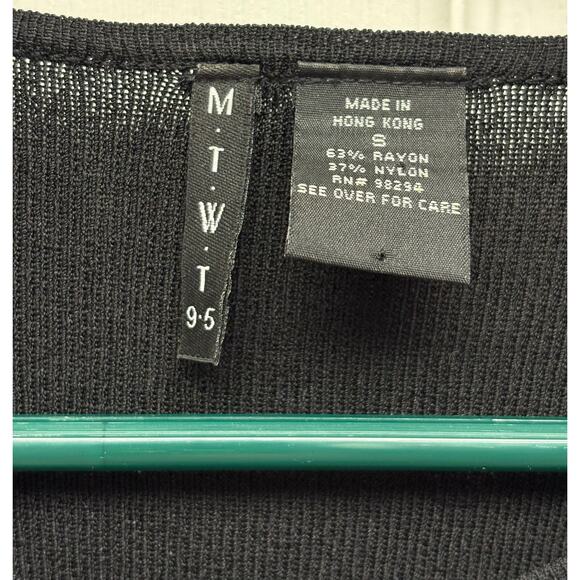 M
·
T
·
W
·
T
9·5
MADE IN
HONG KONG
S
63% RAYON
37% NYLON
RN# 98294
SEE OVER FOR CARE